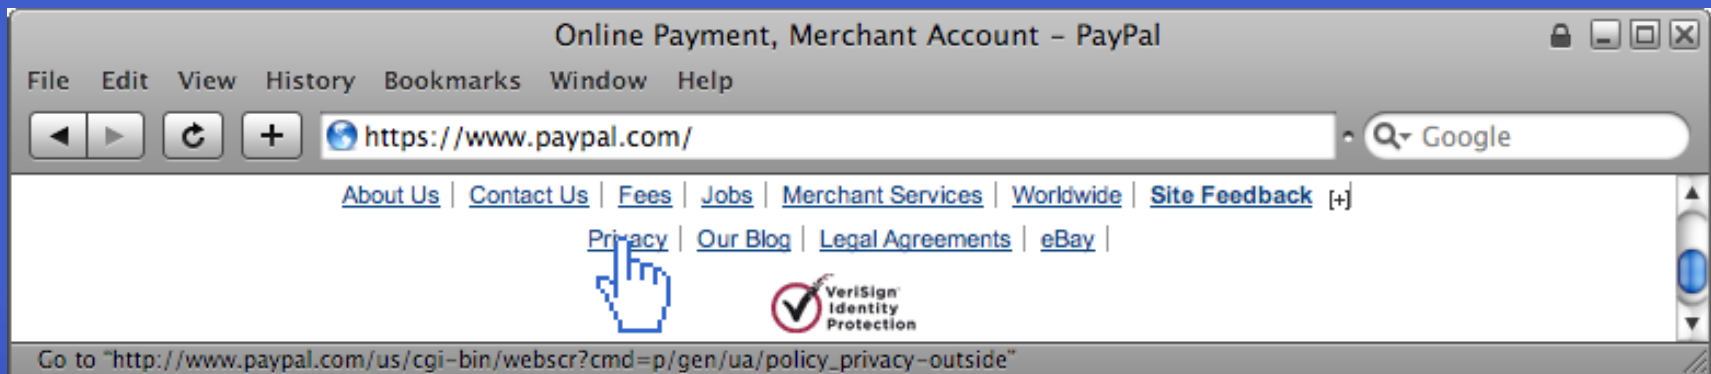 Online Payment, Merchant Account – PayPal
File Edit View History Bookmarks Window Help
https://www.paypal.com/ Google
About Us | Contact Us | Fees | Jobs | Merchant Services | Worldwide | Site Feedback [+]
Privacy | Our Blog | Legal Agreements | eBay |
VeriSign
Identity
Protection
Go to "http://www.paypal.com/us/cgi-bin/webscr?cmd=p/gen/ua/policy_privacy-outside"